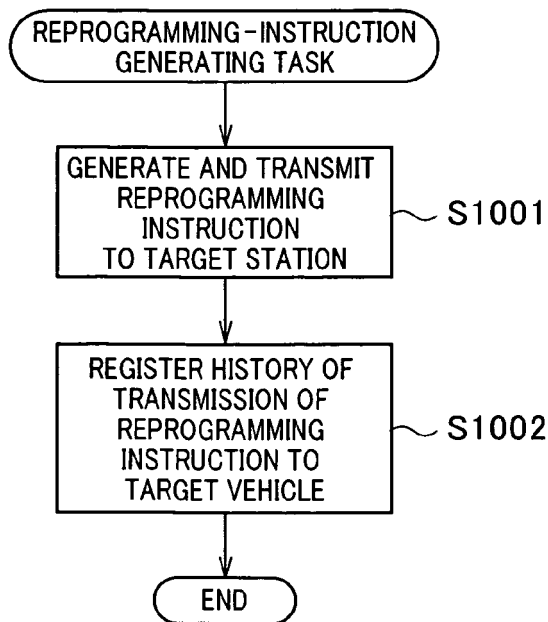 REPROGRAMMING-INSTRUCTION
GENERATING TASK
GENERATE AND TRANSMIT
REPROGRAMMING
INSTRUCTION
TO TARGET STATION
S1001
REGISTER HISTORY OF
TRANSMISSION OF
REPROGRAMMING
INSTRUCTION TO
TARGET VEHICLE
S1002
END